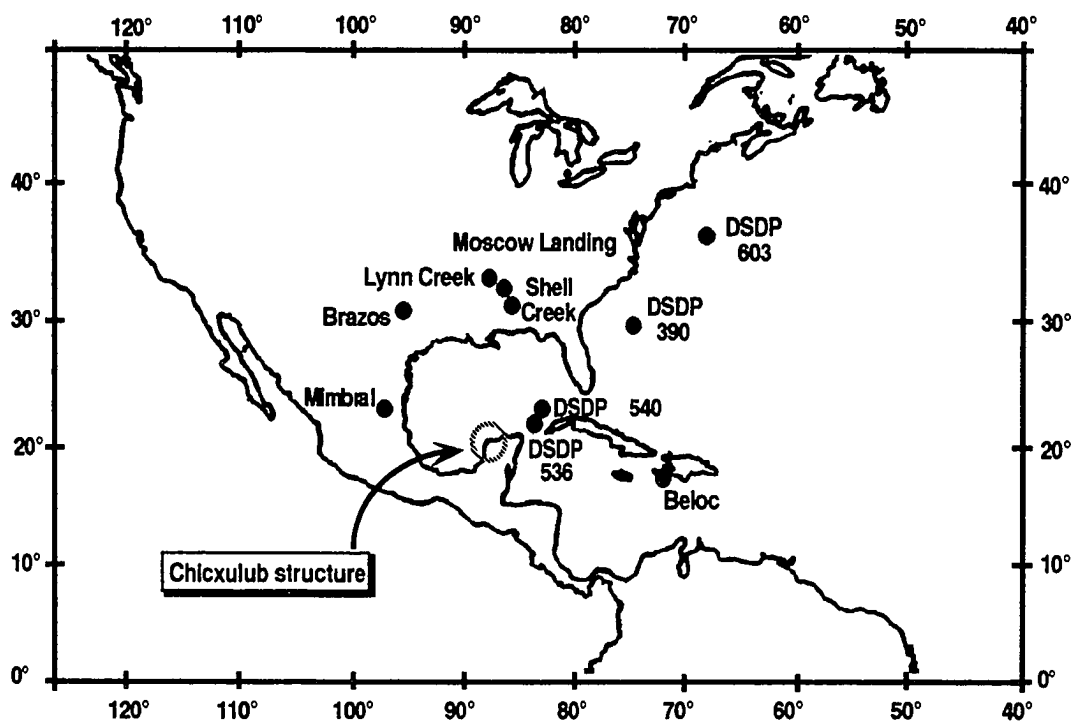 120° 110° 100° 90° 80° 70° 60° 50° 40°
40° 40°
DSDP
603
Moscow Landing
Lynn Creek
Shell
Creek
DSDP
390
Brazos
30° 30°
Mimbral
DSDP 540
20° 20°
DSDP
536
Beloc
10° 10°
Chicxulub structure
0° 0°
120° 110° 100° 90° 80° 70° 60° 50° 40°